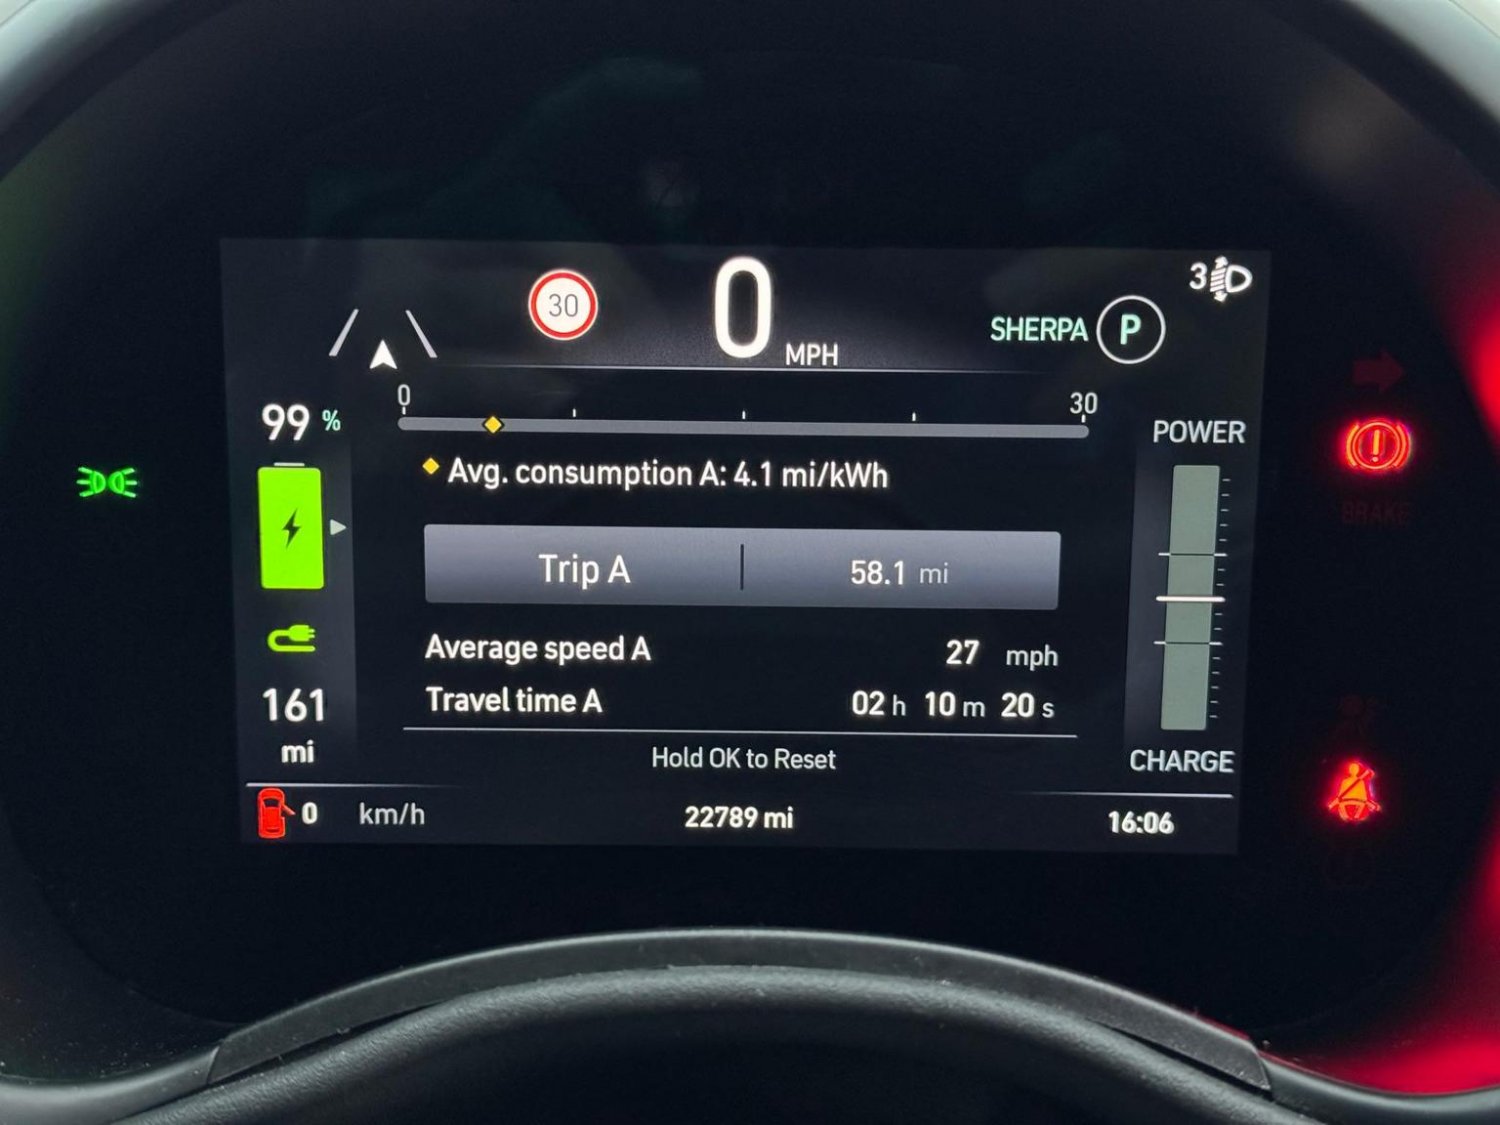 3
30
0 MPH
SHERPA P
0
30
99 %
POWER
Avg. consumption A: 4.1 mi/kWh
Trip A
58.1 mi
Average speed A
27 mph
161
mi
Travel time A
02 h 10 m 20 s
Hold OK to Reset
CHARGE
0 km/h
22789 mi
16:06
BRAKE